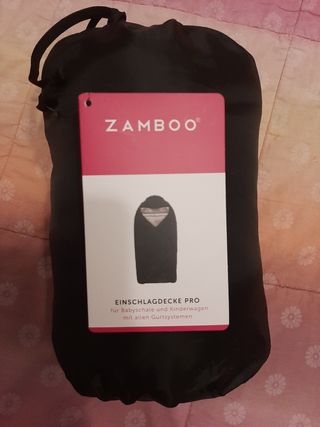 ZAMBOO®
EINSCHLAGDECKE PRO
für Babyschale und Kinderwagen
mit allen Gurtsystemen